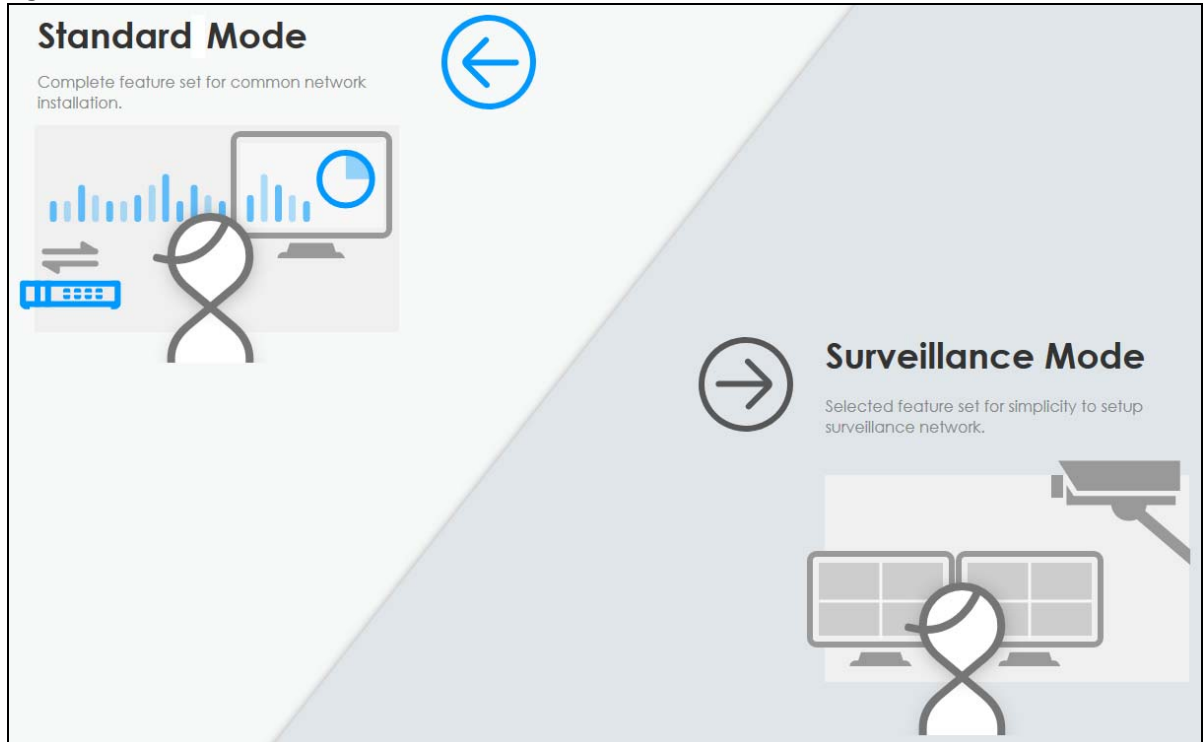 Standard Mode
Complete feature set for common network
installation.
Surveillance Mode
Selected feature set for simplicity to setup
surveillance network.